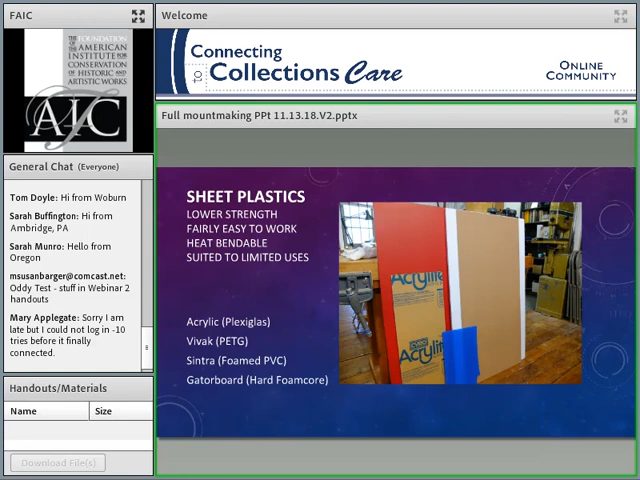 FAIC
THE
FOUNDATION
OF THE
AMERICAN
INSTITUTE FOR
CONSERVATION
OF HISTORIC AND
ARTISTIC WORKS
AIC
General Chat (Everyone)
Tom Doyle: Hi from Woburn
Sarah Buffington: Hi from
Ambridge, PA
Sarah Munro: Hello from
Oregon
msusanbarger@comcast.net:
Oddy Test - stuff in Webinar 2
handouts
Mary Applegate: Sorry I am
late but I could not log in -10
tries before it finally
connected.
Handouts/Materials
Name Size
Download File(s)
Welcome
Connecting
to Collections Care
ONLINE
COMMUNITY
Full mountmaking PPt 11.13.18.V2.pptx
SHEET PLASTICS
LOWER STRENGTH
FAIRLY EASY TO WORK
HEAT BENDABLE
SUITED TO LIMITED USES
Acrylic (Plexiglas)
Vivak (PETG)
Sintra (Foamed PVC)
Gatorboard (Hard Foamcore)
Acrylite
Acrylite